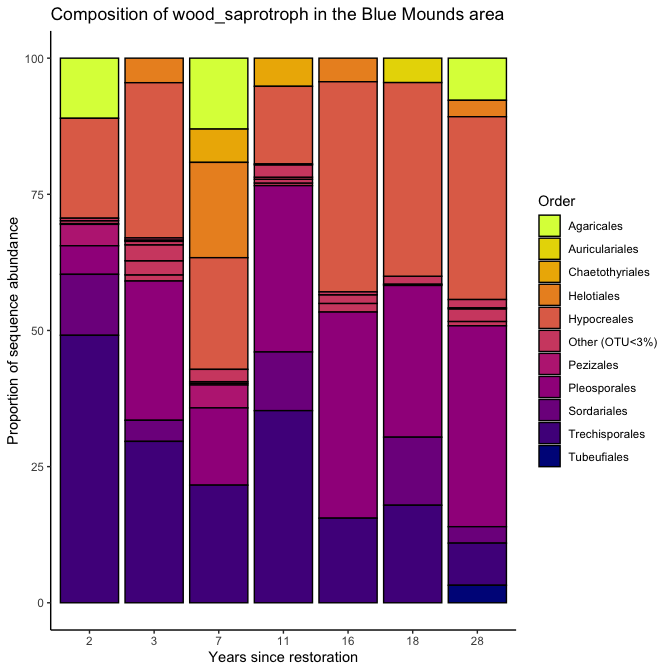 Composition of wood_saprotroph in the Blue Mounds area
Proportion of sequence abundance
100
75
50
25
0
2 3 7 11 16 18 28
Years since restoration
Order
Agaricales
Auriculariales
Chaetothyriales
Helotiales
Hypocreales
Other (OTU<3%)
Pezizales
Pleosporales
Sordariales
Trechisporales
Tubeufiales